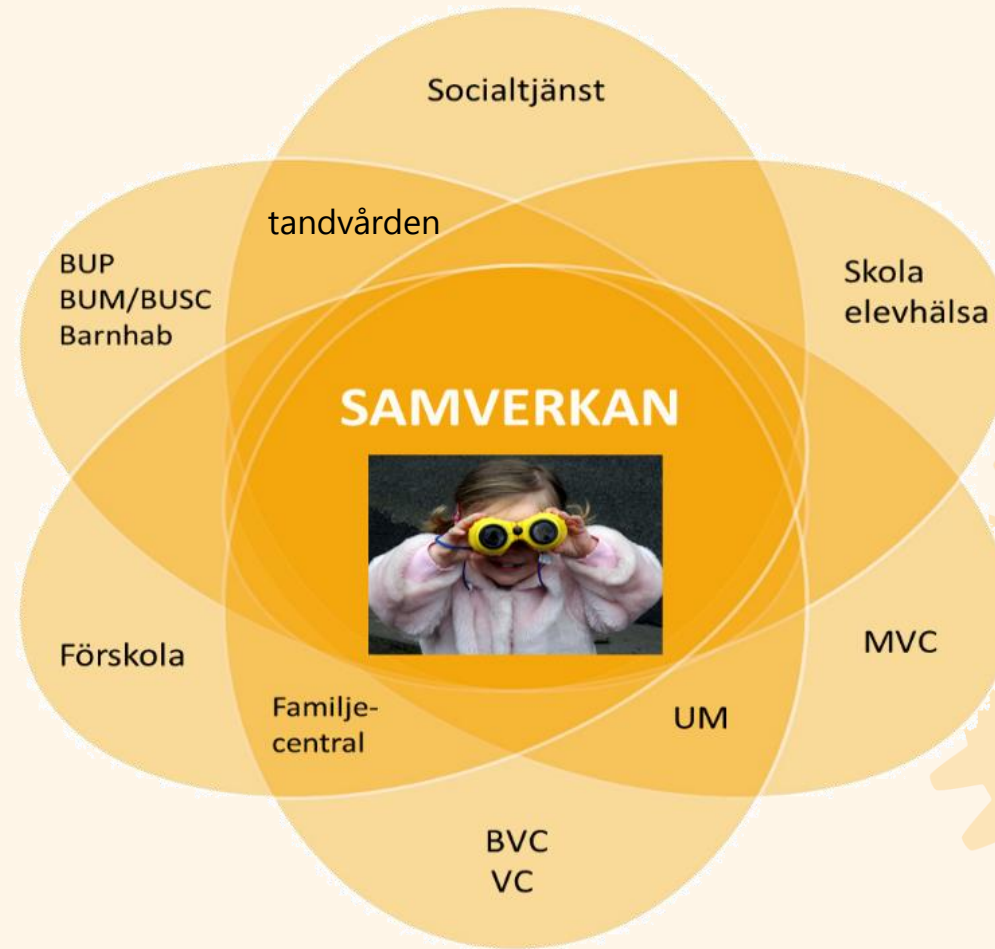 Socialtjänst
tandvården
BUP
BUM/BUSC
Barnhab
Skola
elevhälsa
SAMVERKAN
Förskola
MVC
Familje-
central
UM
BVC
VC